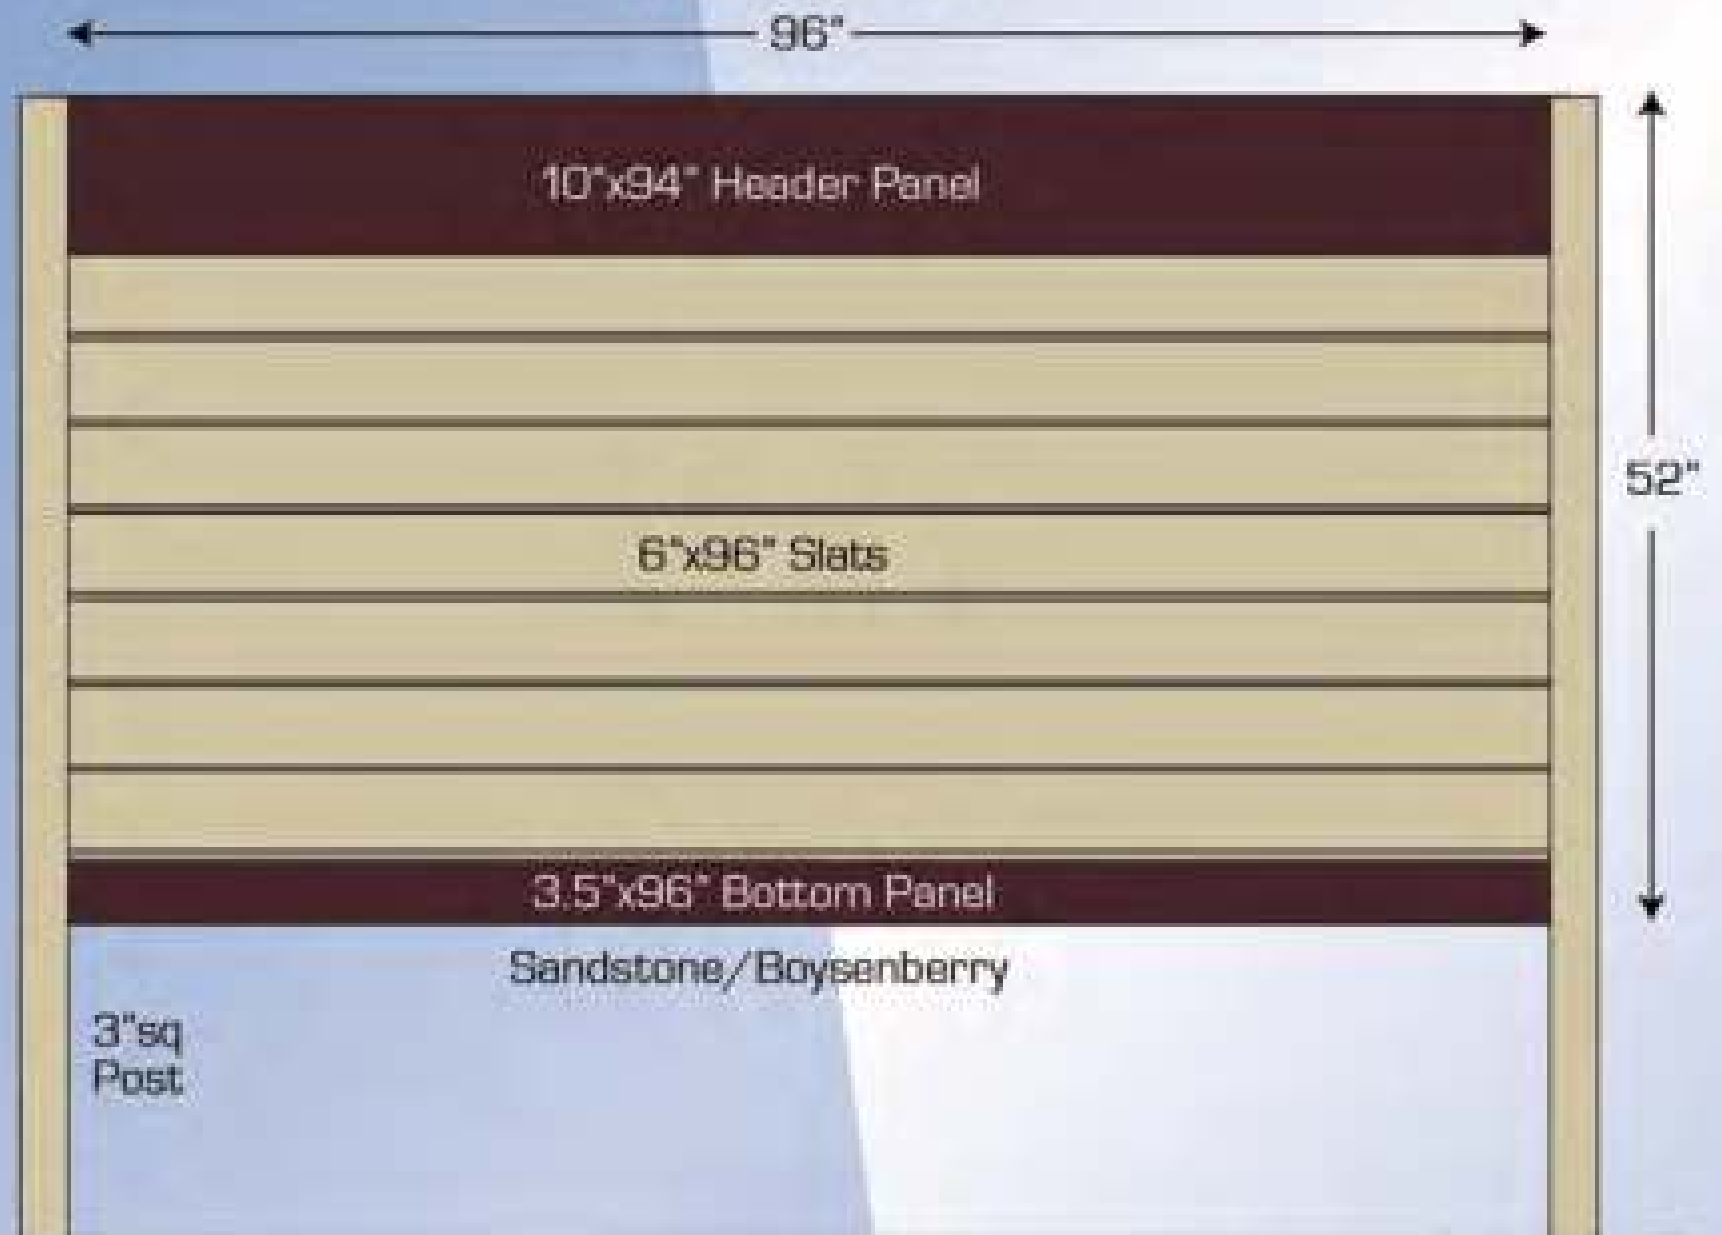 96"
10"x94" Header Panel
52"
6"x96" Slats
3.5"x96" Bottom Panel
Sandstone/Boysenberry
3"sq
Post